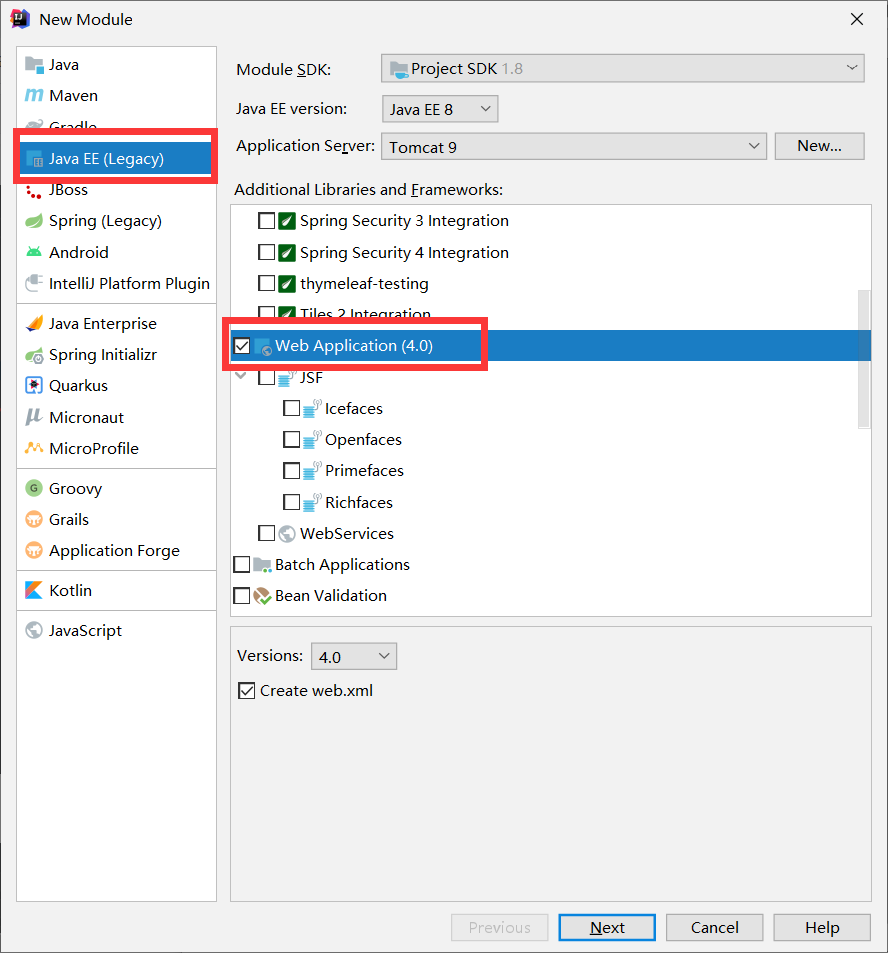 New Module
Java
Maven
Gradle
Java EE (Legacy)
JBoss
Spring (Legacy)
Android
IntelliJ Platform Plugin
Java Enterprise
Spring Initializr
Quarkus
Micronaut
MicroProfile
Groovy
Grails
Application Forge
Kotlin
JavaScript
Module SDK: Project SDK 1.8
Java EE version: Java EE 8
Application Server: Tomcat 9 New...
Additional Libraries and Frameworks:
Spring Security 3 Integration
Spring Security 4 Integration
thymeleaf-testing
Tiles 2 Integration
Web Application (4.0)
JSF
Icefaces
Openfaces
Primefaces
Richfaces
WebServices
Batch Applications
Bean Validation
Versions: 4.0
Create web.xml
Previous Next Cancel Help